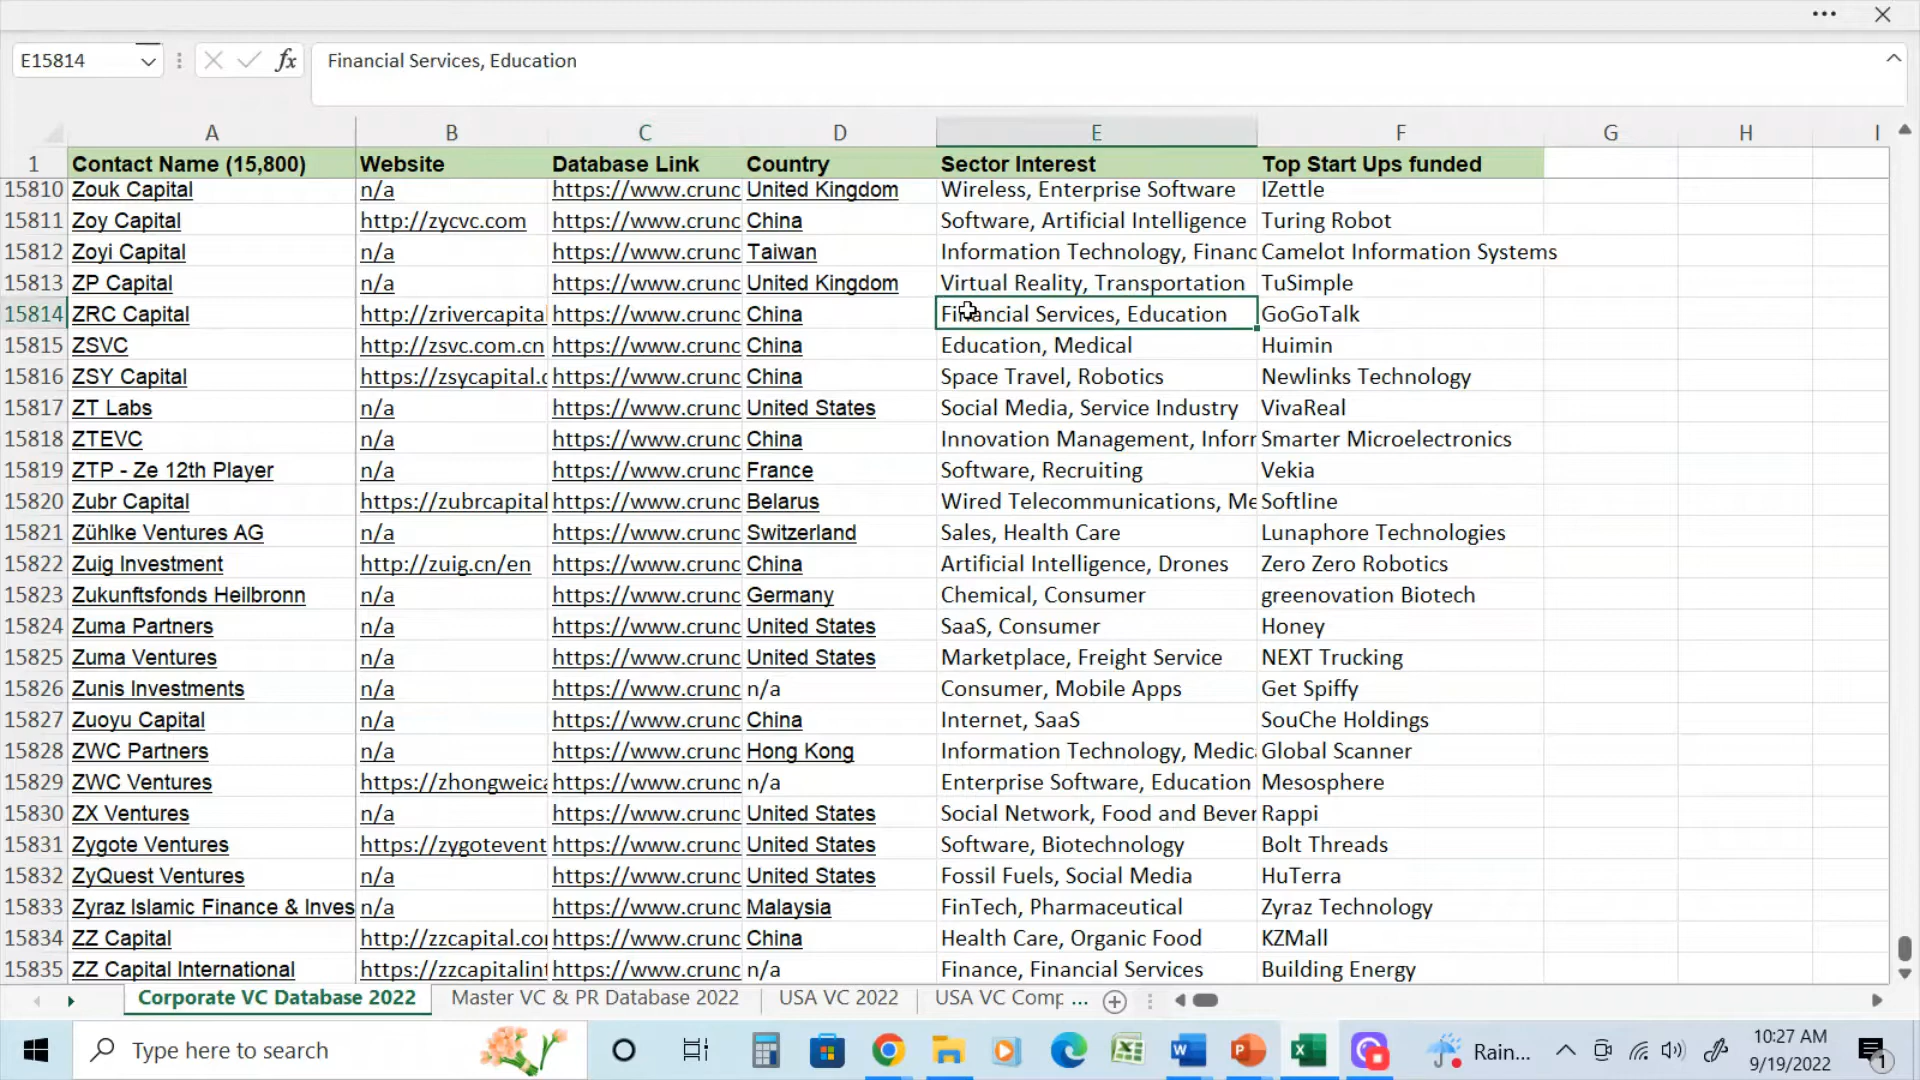 E15814 fx Financial Services, Education
A B C D E F G H I
1 Contact Name (15,800) Website Database Link Country Sector Interest Top Start Ups funded
15810 Zouk Capital n/a https://www.crunc United Kingdom Wireless, Enterprise Software IZettle
15811 Zoy Capital http://zycvc.com https://www.crunc China Software, Artificial Intelligence Turing Robot
15812 Zoyi Capital n/a https://www.crunc Taiwan Information Technology, Financ Camelot Information Systems
15813 ZP Capital n/a https://www.crunc United Kingdom Virtual Reality, Transportation TuSimple
15814 ZRC Capital http://zrivercapital https://www.crunc China Financial Services, Education GoGoTalk
15815 ZSVC http://zsvc.com.cn https://www.crunc China Education, Medical Huimin
15816 ZSY Capital https://zsycapital.c https://www.crunc China Space Travel, Robotics Newlinks Technology
15817 ZT Labs n/a https://www.crunc United States Social Media, Service Industry VivaReal
15818 ZTEVC n/a https://www.crunc China Innovation Management, Inforr Smarter Microelectronics
15819 ZTP - Ze 12th Player n/a https://www.crunc France Software, Recruiting Vekia
15820 Zubr Capital https://zubrcapital https://www.crunc Belarus Wired Telecommunications, Me Softline
15821 Zühlke Ventures AG n/a https://www.crunc Switzerland Sales, Health Care Lunaphore Technologies
15822 Zuig Investment http://zuig.cn/en https://www.crunc China Artificial Intelligence, Drones Zero Zero Robotics
15823 Zukunftsfonds Heilbronn n/a https://www.crunc Germany Chemical, Consumer greenovation Biotech
15824 Zuma Partners n/a https://www.crunc United States SaaS, Consumer Honey
15825 Zuma Ventures n/a https://www.crunc United States Marketplace, Freight Service NEXT Trucking
15826 Zunis Investments n/a https://www.crunc n/a Consumer, Mobile Apps Get Spiffy
15827 Zuoyu Capital n/a https://www.crunc China Internet, SaaS SouChe Holdings
15828 ZWC Partners n/a https://www.crunc Hong Kong Information Technology, Medica Global Scanner
15829 ZWC Ventures https://zhongweica https://www.crunc n/a Enterprise Software, Education Mesosphere
15830 ZX Ventures n/a https://www.crunc United States Social Network, Food and Bever Rappi
15831 Zygote Ventures https://zygotevent https://www.crunc United States Software, Biotechnology Bolt Threads
15832 ZyQuest Ventures n/a https://www.crunc United States Fossil Fuels, Social Media HuTerra
15833 Zyraz Islamic Finance & Inves n/a https://www.crunc Malaysia FinTech, Pharmaceutical Zyraz Technology
15834 ZZ Capital http://zzcapital.cor https://www.crunc China Health Care, Organic Food KZMall
15835 ZZ Capital International https://zzcapitalint https://www.crunc n/a Finance, Financial Services Building Energy
Corporate VC Database 2022 Master VC & PR Database 2022 USA VC 2022 USA VC Comp ...
Type here to search Rain... 10:27 AM
9/19/2022 1